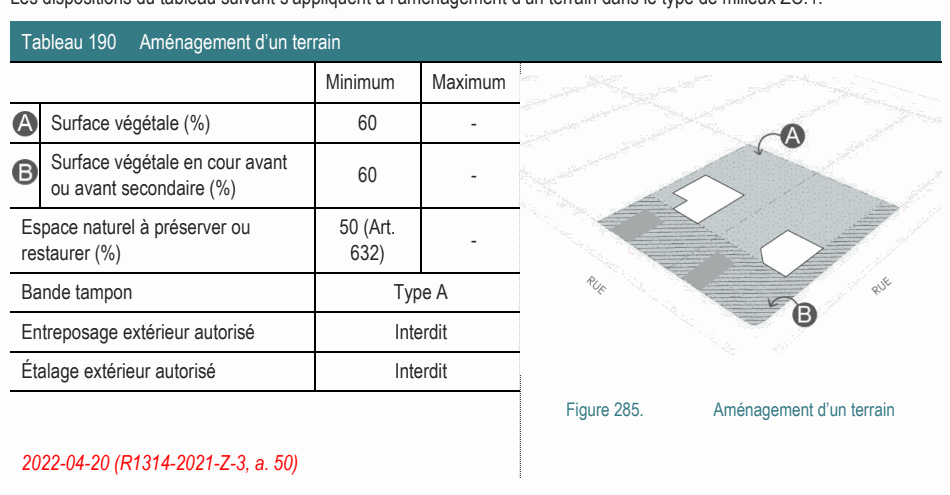 Les dispositions du tableau suivant s'appliquent à l'aménagement d'un terrain dans le type de milieux ZC.1.
Tableau 190 Aménagement d'un terrain
Minimum Maximum
A Surface végétale (%) 60 -
B Surface végétale en cour avant
ou avant secondaire (%) 60 -
Espace naturel à préserver ou
restaurer (%) 50 (Art.
632) -
Bande tampon Type A
Entreposage extérieur autorisé Interdit
Étalage extérieur autorisé Interdit
A
RUE
RUE
B
Figure 285. Aménagement d'un terrain
2022-04-20 (R1314-2021-Z-3, a. 50)